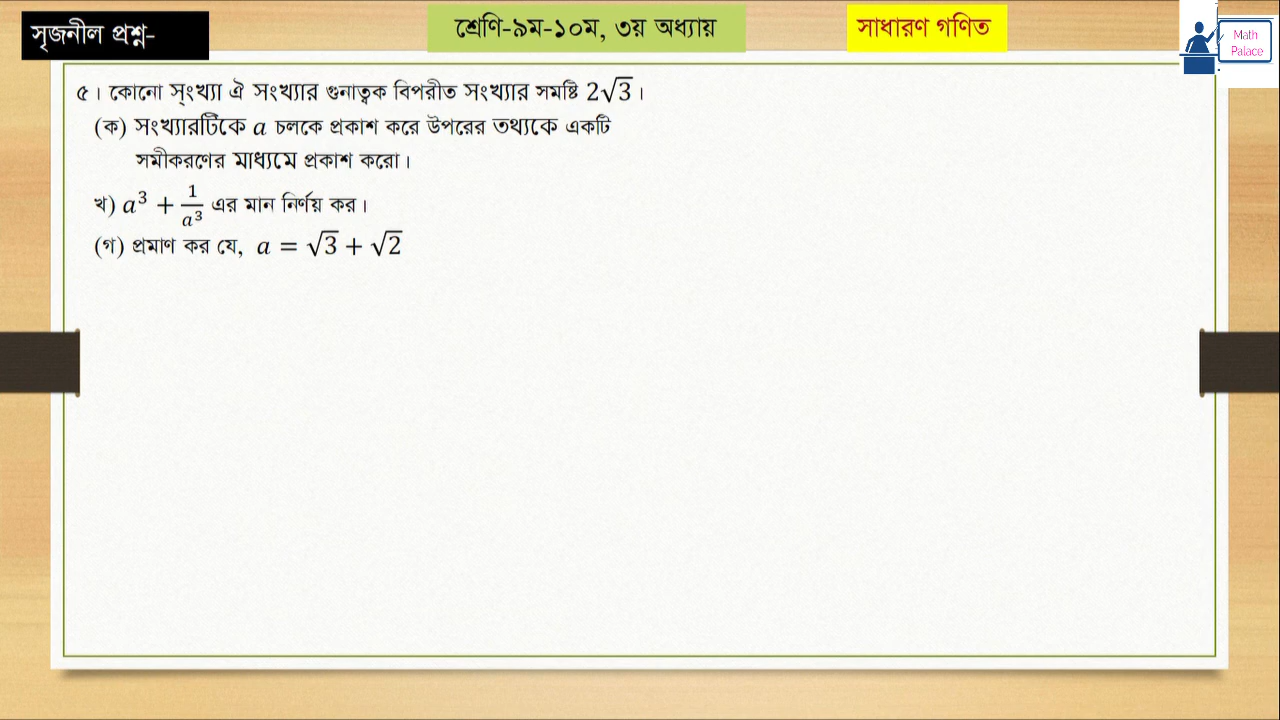 সৃজনীল প্রশ্ন-
শ্রেণি-৯ম-১০ম, ৩য় অধ্যায়
সাধারণ গণিত
Math
Palace
৫। কোনো স্ংখ্যা ঐ সংখ্যার গুনাত্বক বিপরীত সংখ্যার সমষ্টি 2√3।
(ক) সংখ্যারটিকে a চলকে প্রকাশ করে উপরের তথ্যকে একটি
সমীকরণের মাধ্যমে প্রকাশ করো।
খ) a³ + 1/a³ এর মান নির্ণয় কর।
(গ) প্রমাণ কর যে, a = √3 + √2